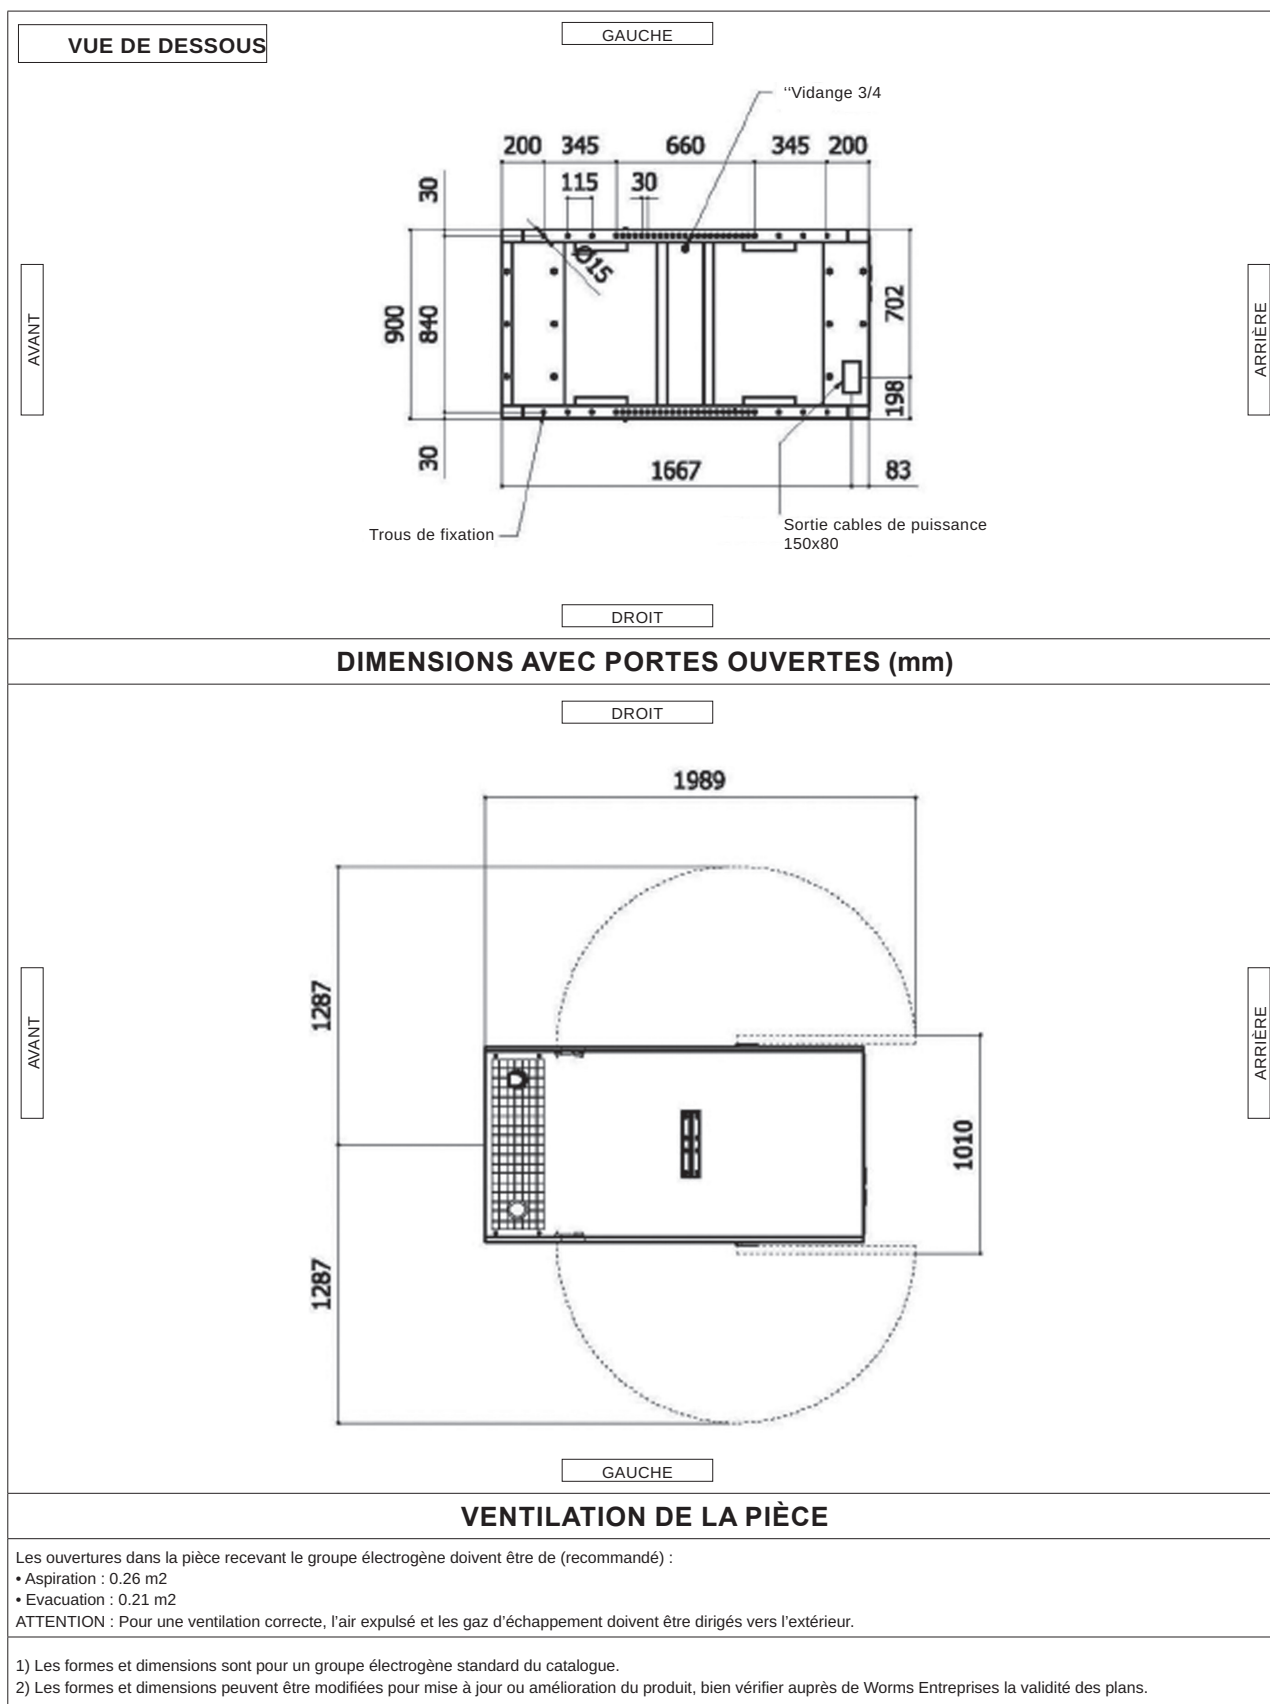 VUE DE DESSOUS
GAUCHE
“Vidange 3/4
200 345 660 345 200
30
115 30
Ø15
AVANT
900
840
702
198
ARRIÈRE
30
1667
83
Trous de fixation
Sortie cables de puissance
150x80
DROIT
DIMENSIONS AVEC PORTES OUVERTES (mm)
DROIT
1989
1287
AVANT
ARRIÈRE
1010
1287
GAUCHE
VENTILATION DE LA PIÈCE
Les ouvertures dans la pièce recevant le groupe électrogène doivent être de (recommandé) :
• Aspiration : 0.26 m2
• Evacuation : 0.21 m2
ATTENTION : Pour une ventilation correcte, l’air expulsé et les gaz d’échappement doivent être dirigés vers l’extérieur.
1) Les formes et dimensions sont pour un groupe électrogène standard du catalogue.
2) Les formes et dimensions peuvent être modifiées pour mise à jour ou amélioration du produit, bien vérifier auprès de Worms Entreprises la validité des plans.